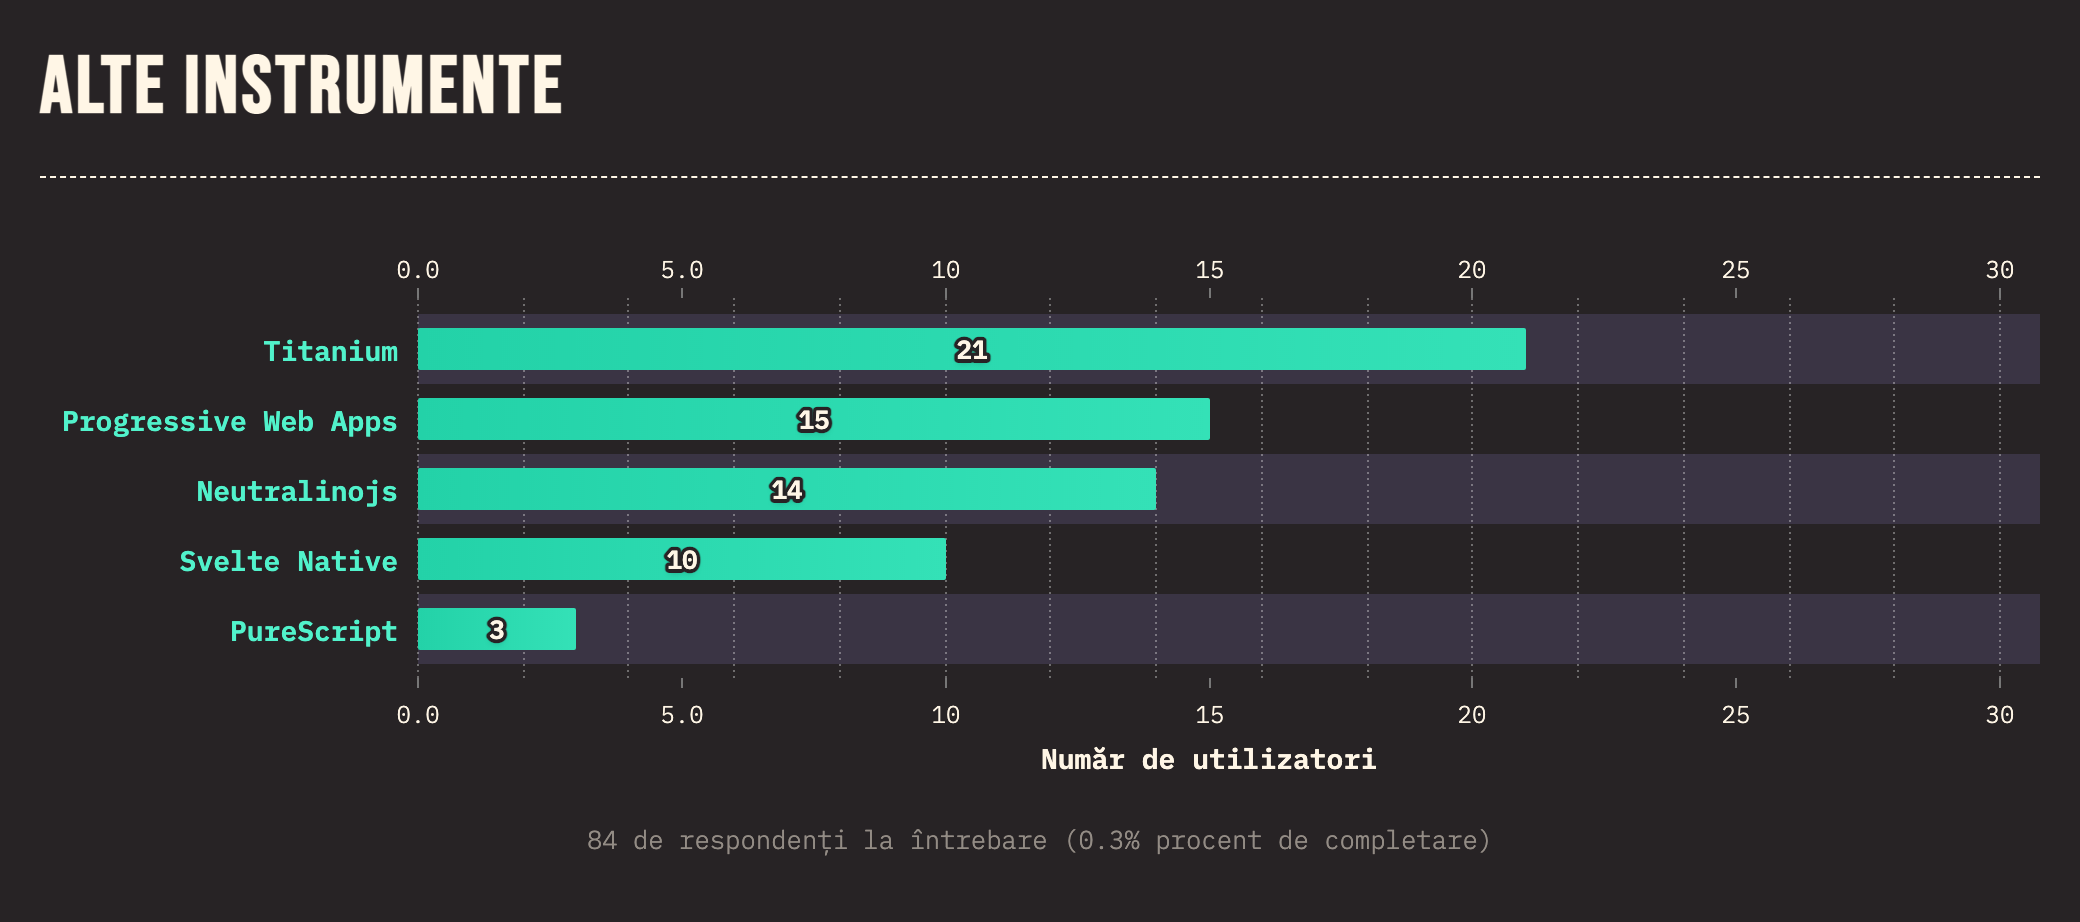 ALTE INSTRUMENTE
0.0 5.0 10 15 20 25 30
Titanium 21
Progressive Web Apps 15
Neutralinojs 14
Svelte Native 10
PureScript 3
0.0 5.0 10 15 20 25 30
Număr de utilizatori
84 de respondenți la întrebare (0.3% procent de completare)